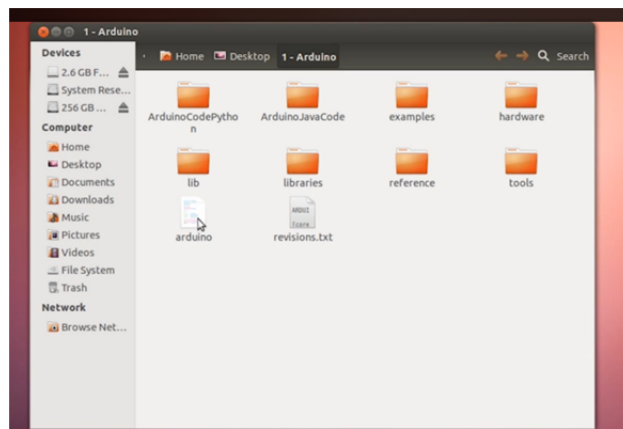 1 - Arduino
Devices
2.6 GB F...
System Rese...
256 GB ...
Computer
Home
Desktop
Documents
Downloads
Music
Pictures
Videos
File System
Trash
Network
Browse Net...
Home Desktop 1 - Arduino Search
ArduinoCodePytho
n
ArduinoJavaCode
examples
hardware
lib
libraries
reference
tools
arduino
ARDUI
revisions.txt